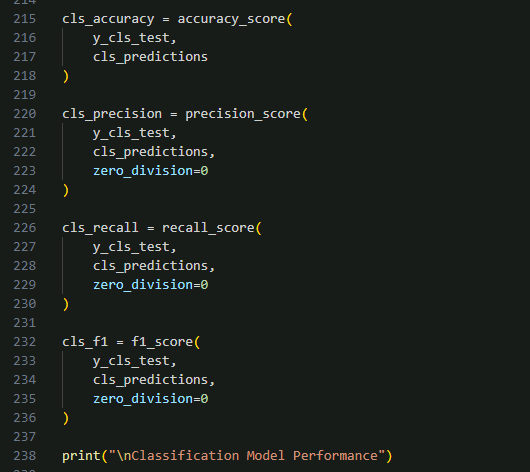 215 cls_accuracy = accuracy_score(
216     y_cls_test,
217     cls_predictions
218 )
219
220 cls_precision = precision_score(
221     y_cls_test,
222     cls_predictions,
223     zero_division=0
224 )
225
226 cls_recall = recall_score(
227     y_cls_test,
228     cls_predictions,
229     zero_division=0
230 )
231
232 cls_f1 = f1_score(
233     y_cls_test,
234     cls_predictions,
235     zero_division=0
236 )
237
238 print("\nClassification Model Performance")